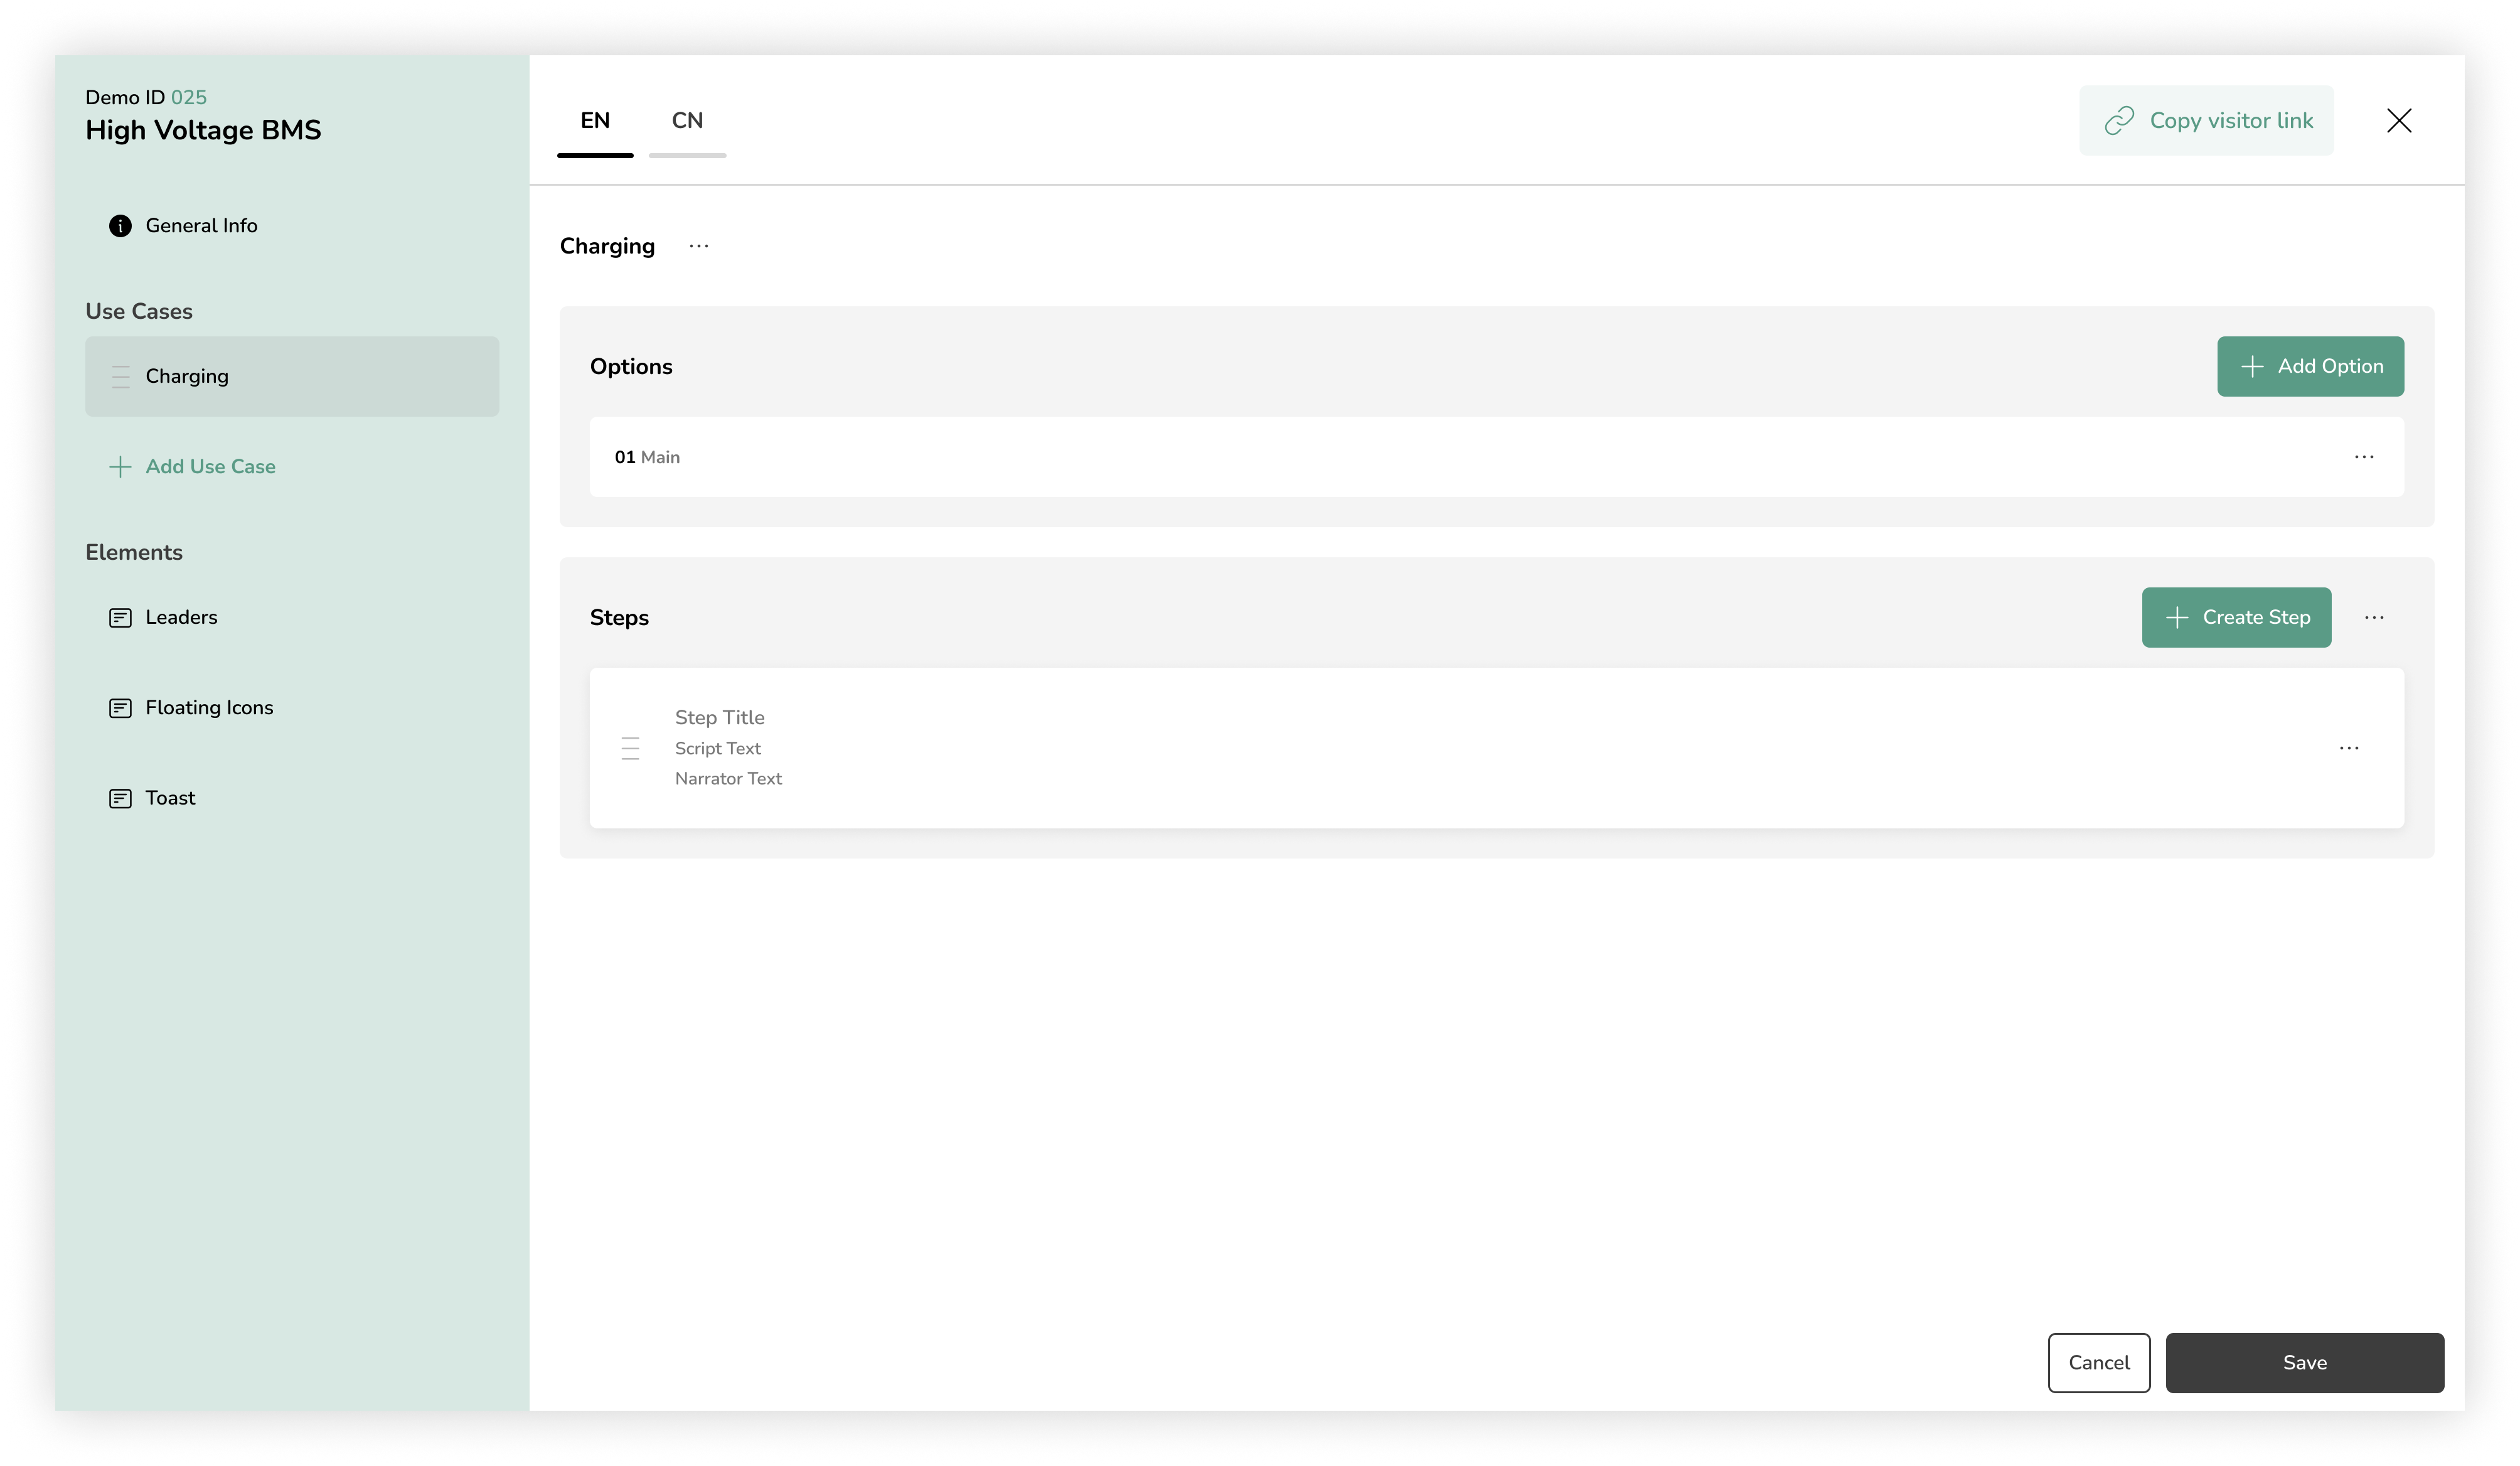 Demo ID 025
High Voltage BMS
General Info
Use Cases
Charging
Add Use Case
Elements
Leaders
Floating Icons
Toast
EN
CN
Copy visitor link
Charging
Options
Add Option
01 Main
Steps
Create Step
Step Title
Script Text
Narrator Text
Cancel
Save